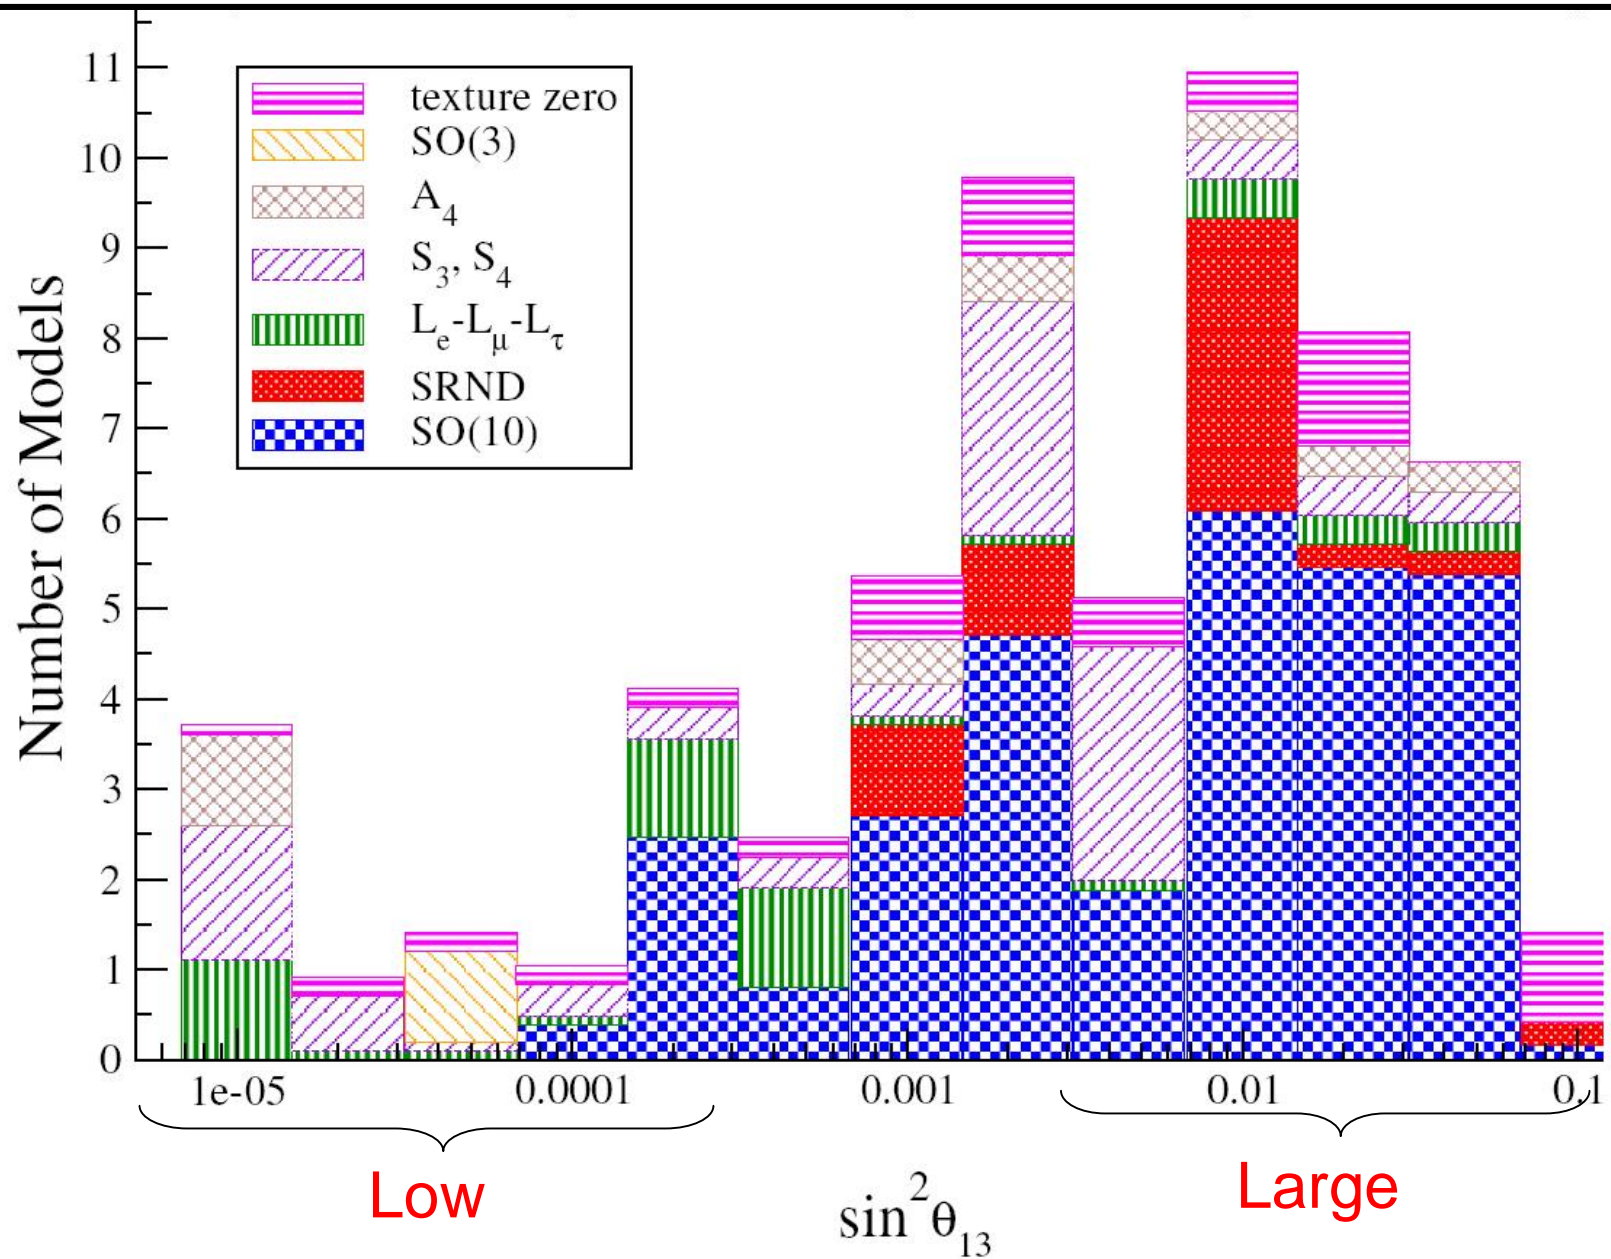 Number of Models
11
10
9
8
7
6
5
4
3
2
1
0
texture zero
SO(3)
A₄
S₃, S₄
Lₑ-L_μ-L_τ
SRND
SO(10)
1e-05 0.0001 0.001 0.01 0.1
Low
Large
sin²θ₁₃